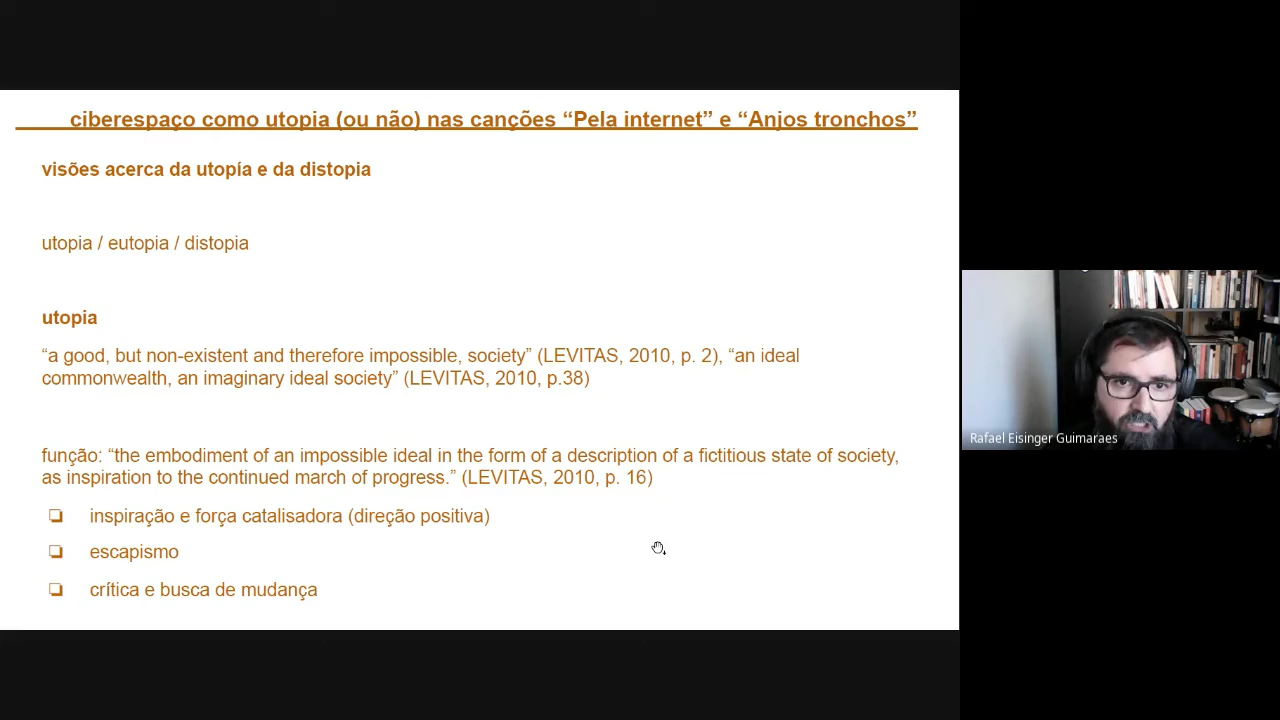 ciberespaço como utopia (ou não) nas canções “Pela internet” e “Anjos tronchos”
visões acerca da utopía e da distopia
utopia / eutopia / distopia
utopia
“a good, but non-existent and therefore impossible, society” (LEVITAS, 2010, p. 2), “an ideal
commonwealth, an imaginary ideal society” (LEVITAS, 2010, p.38)
função: “the embodiment of an impossible ideal in the form of a description of a fictitious state of society,
as inspiration to the continued march of progress.” (LEVITAS, 2010, p. 16)
❏ inspiração e força catalisadora (direção positiva)
❏ escapismo
❏ crítica e busca de mudança
Rafael Eisinger Guimaraes